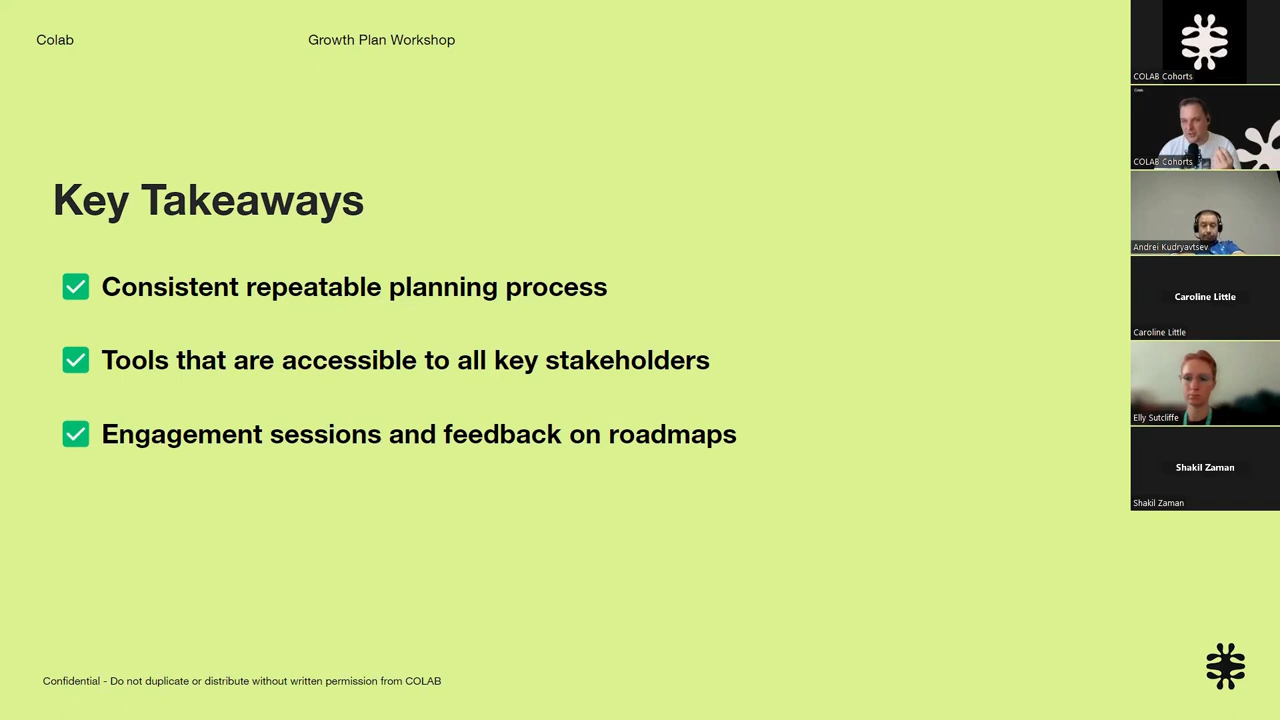 Colab
Growth Plan Workshop
Key Takeaways
Consistent repeatable planning process
Tools that are accessible to all key stakeholders
Engagement sessions and feedback on roadmaps
Confidential - Do not duplicate or distribute without written permission from COLAB
COLAB Cohorts
COLAB Cohorts
Andrei Kudryavtsev
Caroline Little
Caroline Little
Elly Sutcliffe
Shakil Zaman
Shakil Zaman